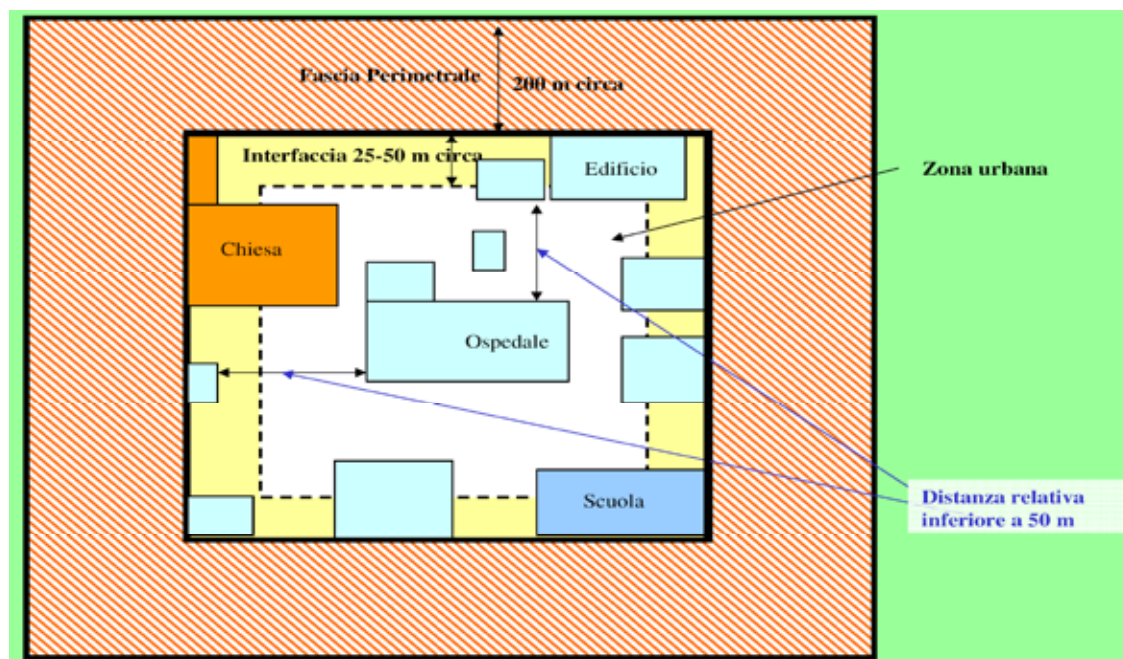 Fascia Perimetrale
200 m circa
Interfaccia 25-50 m circa
Edificio
Zona urbana
Chiesa
Ospedale
Scuola
Distanza relativa
inferiore a 50 m